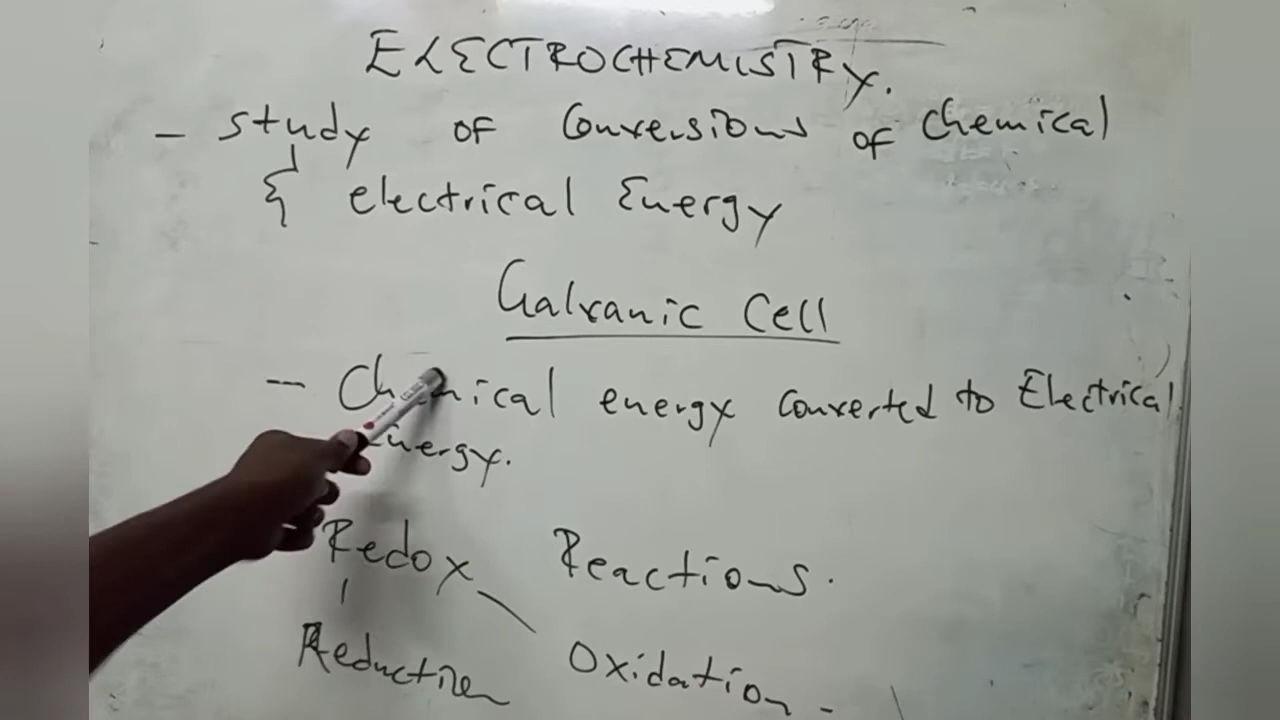 ELECTROCHEMISTRY.
- study of Conversions of Chemical
& electrical Energy
Galvanic Cell
- Chemical energy converted to Electrical
Energy.
Redox Reactions.
Reduction Oxidation -